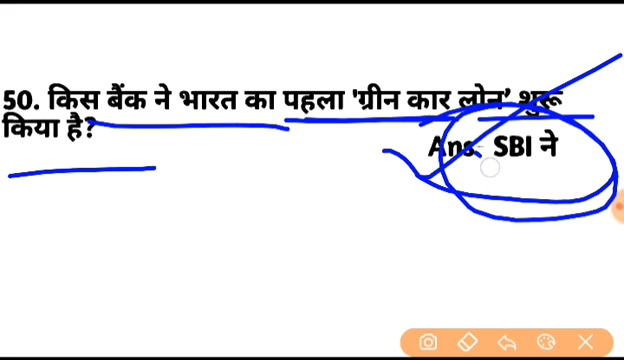 50. किस बैंक ने भारत का पहला 'ग्रीन कार लोन’ शुरू
किया है?
Ans- SBI ने